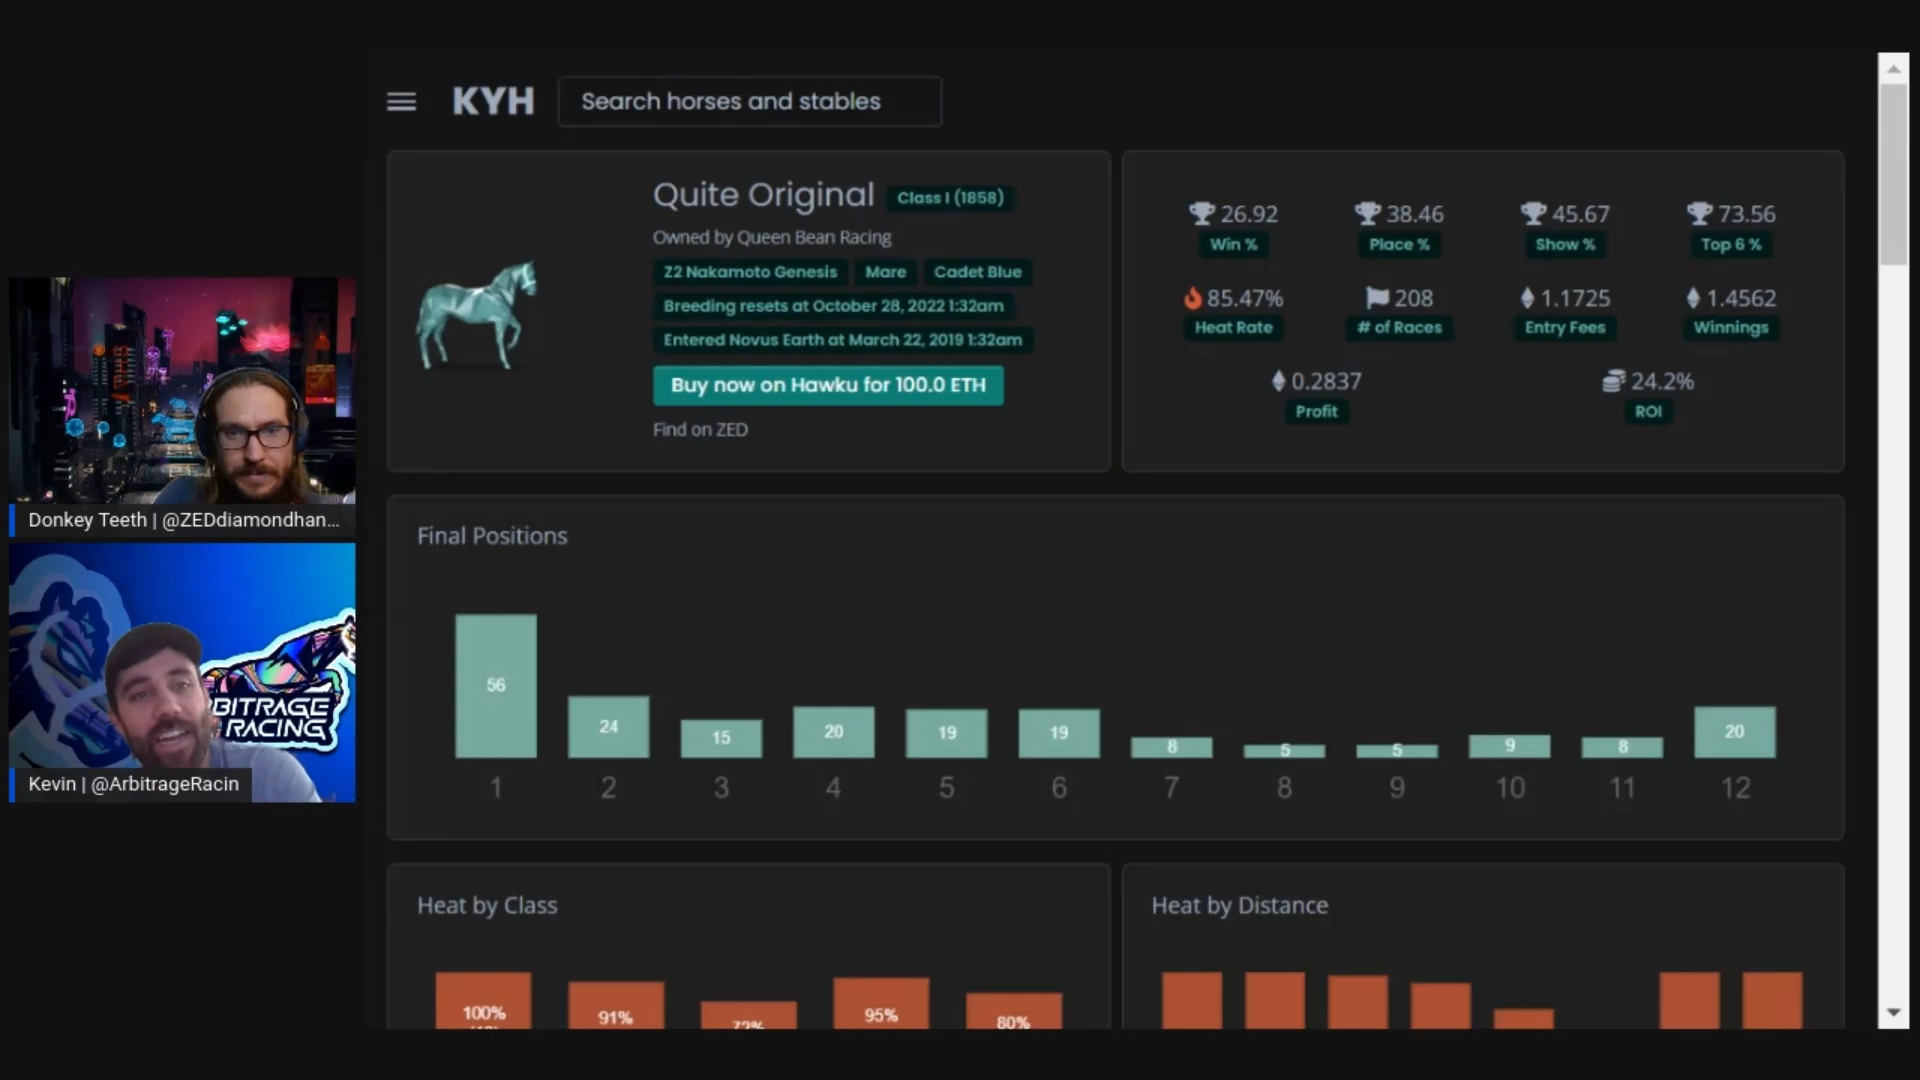 KYH
Search horses and stables
Quite Original Class I (1858)
Owned by Queen Bean Racing
Z2 Nakamoto Genesis Mare Cadet Blue
Breeding resets at October 28, 2022 1:32am
Entered Novus Earth at March 22, 2019 1:32am
Buy now on Hawku for 100.0 ETH
Find on ZED
26.92 38.46 45.67 73.56
Win % Place % Show % Top 6 %
85.47% 208 1.1725 1.4562
Heat Rate # of Races Entry Fees Winnings
0.2837 24.2%
Profit ROI
Donkey Teeth | @ZEDdiamondhan...
BITRAGE
RACING
Kevin | @ArbitrageRacin
Final Positions
56 24 15 20 19 19 8 5 5 9 8 20
1 2 3 4 5 6 7 8 9 10 11 12
Heat by Class
100% 91% 72% 95% 80%
Heat by Distance